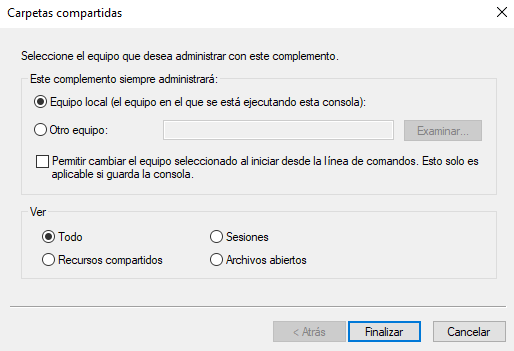 Carpetas compartidas
Seleccione el equipo que desea administrar con este complemento.
Este complemento siempre administrará:
Equipo local (el equipo en el que se está ejecutando esta consola):
Otro equipo:
Examinar...
Permitir cambiar el equipo seleccionado al iniciar desde la línea de comandos. Esto solo es
aplicable si guarda la consola.
Ver
Todo
Sesiones
Recursos compartidos
Archivos abiertos
< Atrás
Finalizar
Cancelar